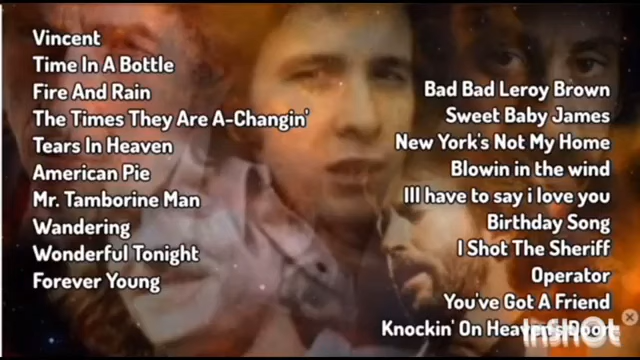 Vincent
Time In A Bottle
Fire And Rain
The Times They Are A-Changin'
Tears In Heaven
American Pie
Mr. Tamborine Man
Wandering
Wonderful Tonight
Forever Young
Bad Bad Leroy Brown
Sweet Baby James
New York's Not My Home
Blowin in the wind
Ill have to say i love you
Birthday Song
I Shot The Sheriff
Operator
You've Got A Friend
Knockin' On Heaven's Door
INSHOT